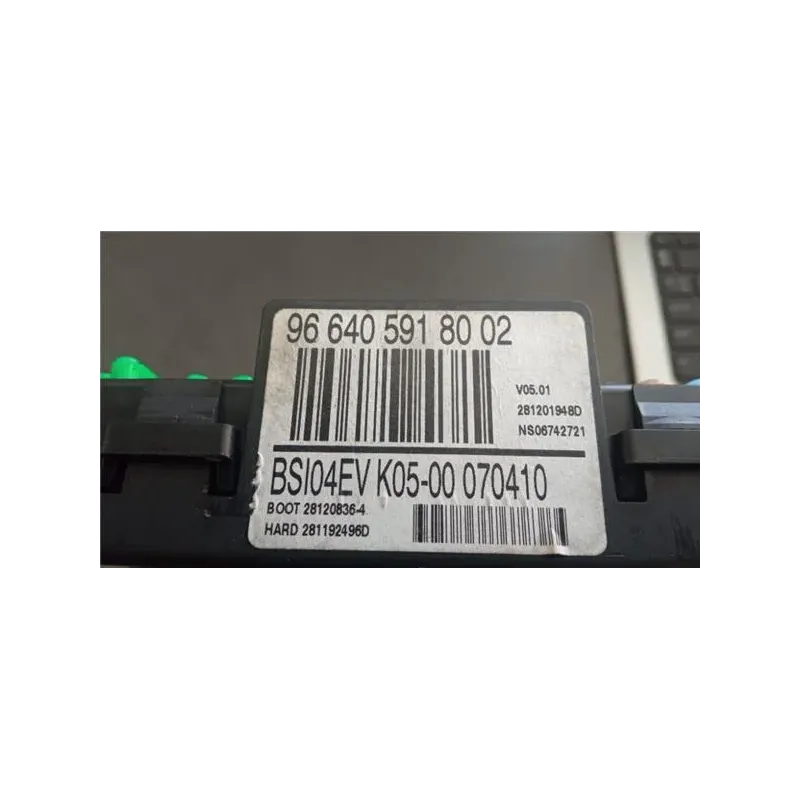 96 640 591 80 02
V05.01
281201948D
NS06742721
BSI04EV K05-00 070410
BOOT 28120836-4
HARD 281192496D